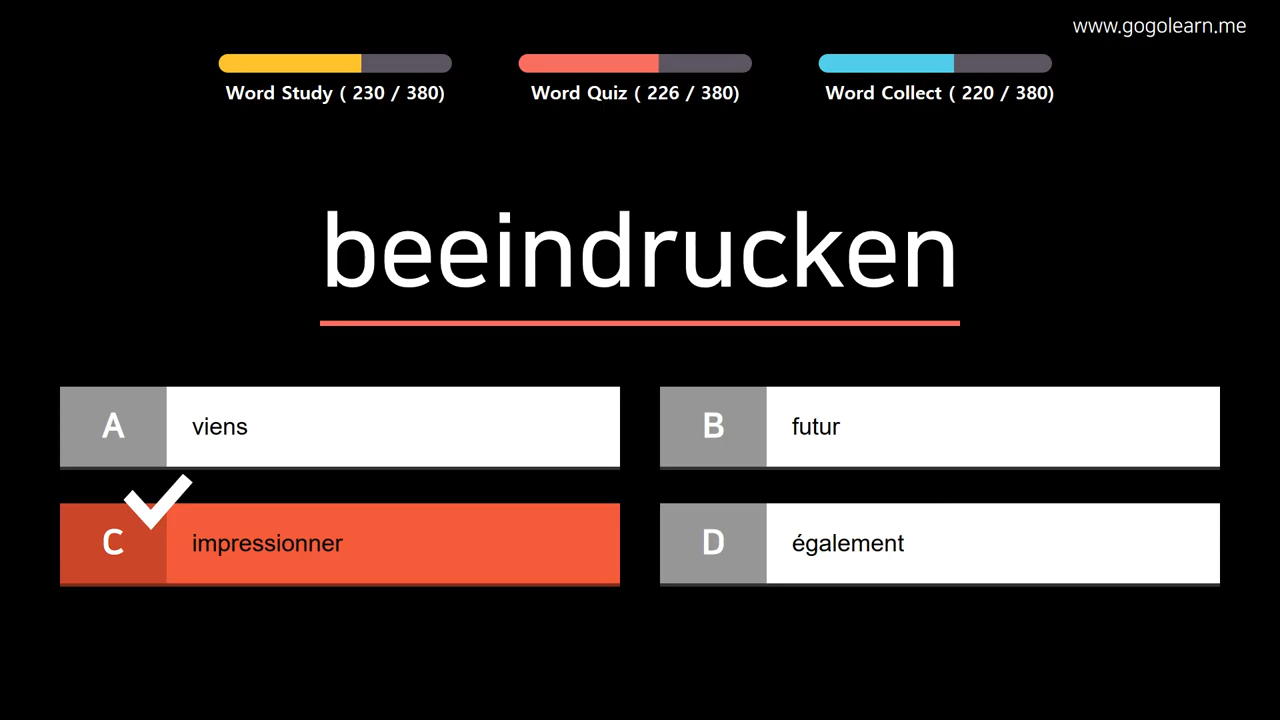 www.gogolearn.me
Word Study ( 230 / 380)
Word Quiz ( 226 / 380)
Word Collect ( 220 / 380)
beeindrucken
A viens
B futur
C impressionner
D également